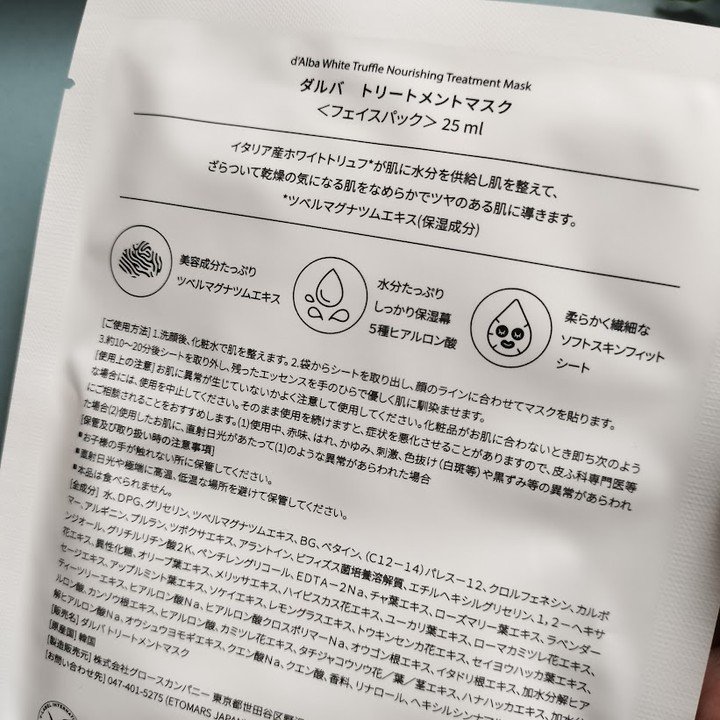 d'Alba White Truffle Nourishing Treatment Mask
ダルバ トリートメントマスク
＜フェイスパック＞ 25 ml
イタリア産ホワイトトリュフ*が肌に水分を供給し肌を整えて、
ざらついて乾燥の気になる肌をなめらかでツヤのある肌に導きます。
*ツベルマグナツムエキス(保湿成分)
美容成分たっぷり
ツベルマグナツムエキス
水分たっぷり
しっかり保湿幕
5種ヒアルロン酸
柔らかく繊細な
ソフトスキンフィット
シート
[ご使用方法] 1.洗顔後、化粧水で肌を整えます。2.袋からシートを取り出し、顔のラインに合わせてマスクを貼ります。
3.約10～20分後シートを取り外し、残ったエッセンスを手のひらで優しく肌に馴染ませます。
[使用上の注意] お肌に異常が生じていないかよく注意して使用してください。化粧品がお肌に合わないとき即ち次のよう
な場合には、使用を中止してください。そのまま使用を続けますと、症状を悪化させることがありますので、皮ふ科専門医等
にご相談されることをおすすめします。(1)使用中、赤味、はれ、かゆみ、刺激、色抜け(白斑等)や黒ずみ等の異常があらわれ
た場合(2)使用したお肌に、直射日光があたって(1)のような異常があらわれた場合
[保管及び取り扱い時の注意事項]
■お子様の手が触れない所に保管してください。
■直射日光や極端に高温、低温な場所を避けて保管してください。
■本品は食べられません。
[全成分] 水、DPG、グリセリン、ツベルマグナツムエキス、BG、ベタイン、(C12－14)パレス－12、クロルフェネシン、カルボ
マー、アルギニン、プルラン、ツボクサエキス、アラントイン、ビフィズス菌培養溶解質、エチルヘキシルグリセリン、1，2－ヘキサ
ンジオール、グリチルリチン酸2K、ペンチレングリコール、EDTA－2Na、チャ葉エキス、ローズマリー葉エキス、ラベンダー
花エキス、異性化糖、オリーブ葉エキス、メリッサエキス、ハイビスカス花エキス、ユーカリ葉エキス、ローマカミツレ花エキス、
セージエキス、アップルミント葉エキス、ソケイエキス、レモングラスエキス、トウキンセンカ花エキス、セイヨウハッカ葉エキス、
ティーツリーエキス、ヒアルロン酸Na、ヒアルロン酸クロスポリマーNa、オウゴン根エキス、イタドリ根エキス、加水分解ヒア
ルロン酸、カンゾウ根エキス、ヒアルロン酸、カミツレ花エキス、タチジャコウソウ花／葉／茎エキス、ハナハッカエキス、加水分
解ヒアルロン酸Na、オウシュウヨモギエキス、クエン酸Na、クエン酸、香料、リナロール、ヘキシルシンナマ
[販売名] ダルバトリートメントマスク
[原産国] 韓国
[製造販売元] 株式会社グロースカンパニー 東京都世田谷区
[お問い合わせ先] 047-401-5275 (ETOMARS JAPAN